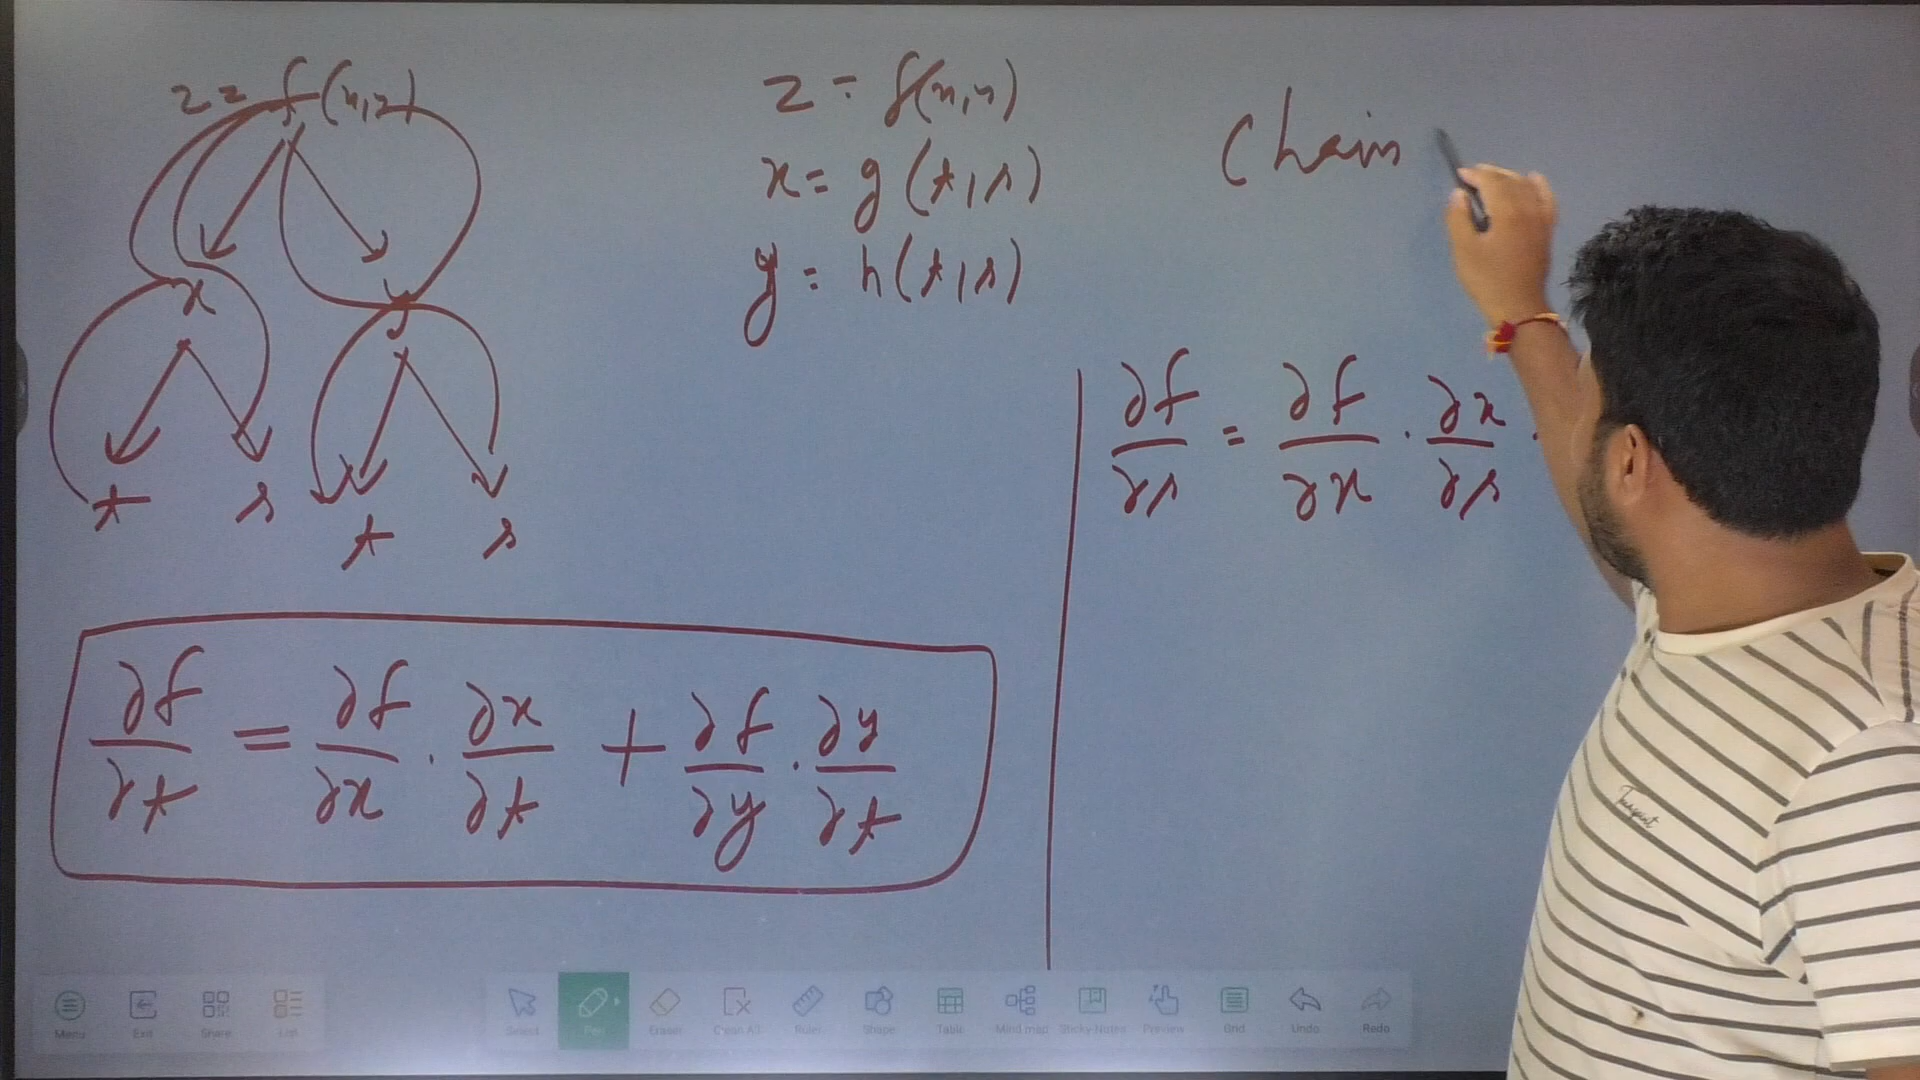 z = f(x,y)
x
y
t s
t s
z = f(x,y)
x = g(t,s)
y = h(t,s)
Chain
∂f/∂s = ∂f/∂x · ∂x/∂s
∂f/∂t = ∂f/∂x · ∂x/∂t + ∂f/∂y · ∂y/∂t
Menu Exit Share List Select Pen Eraser Clean All Ruler Shape Table Mind map Sticky Notes Preview Grid Undo Redo